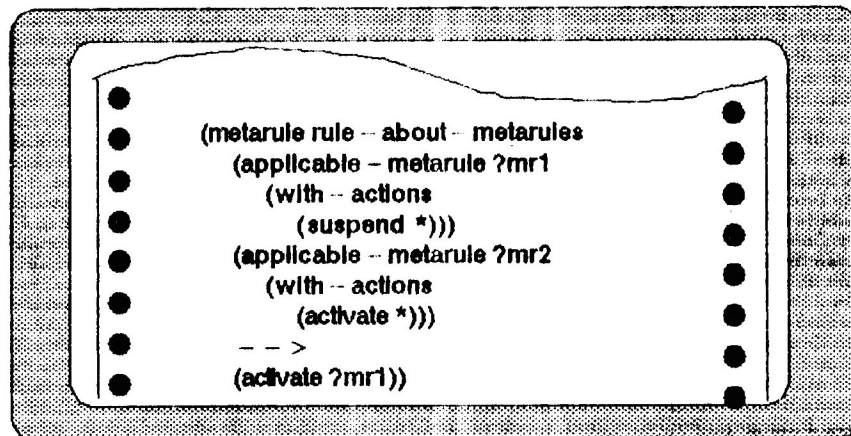 (metarule rule - about - metarules
(applicable - metarule ?mr1
(with - actions
(suspend *)))
(applicable - metarule ?mr2
(with - actions
(activate *)))
- - >
(activate ?mr1))